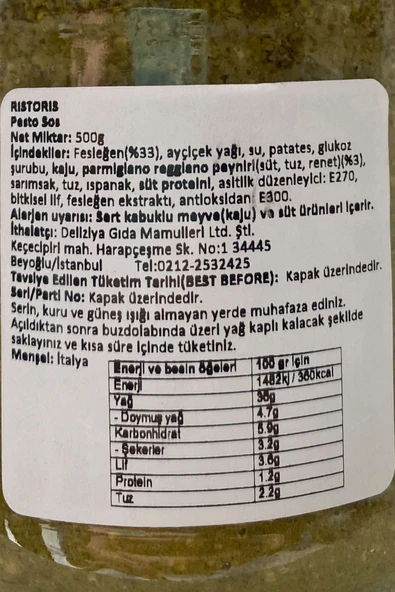 RISTORIS
Pesto Sos
Net Miktar: 500g
İçindekiler: Fesleğen(%33), ayçiçek yağı, su, patates, glukoz
şurubu, kaju, parmigiano reggiano peyniri(süt, tuz, renet)(%3),
sarımsak, tuz, ıspanak, süt proteini, asitlik düzenleyici: E270,
bitkisel lif, fesleğen ekstraktı, antioksidan: E300.
Alerjen uyarısı: Sert kabuklu meyve(kaju) ve süt ürünleri içerir.
İthalatçı: Deliziya Gıda Mamulleri Ltd. Şti.
Keçecipiri mah. Harapçeşme Sk. No:1 34445
Beyoğlu/İstanbul Tel:0212-2532425
Tavsiye Edilen Tüketim Tarihi(BEST BEFORE): Kapak üzerindedir.
Seri/Parti No: Kapak üzerindedir.
Serin, kuru ve güneş ışığı almayan yerde muhafaza ediniz.
Açıldıktan sonra buzdolabında üzeri yağ kaplı kalacak şekilde
saklayınız ve kısa süre içinde tüketiniz.
Menşei: İtalya
Enerji ve besin öğeleri 100 gr için
Enerji 1482kj / 360kcal
Yağ
- Doymuş yağ 4.7g
Karbonhidrat
- Şekerler 3.2g
Lif
Protein 1.2g
Tuz 2.2g